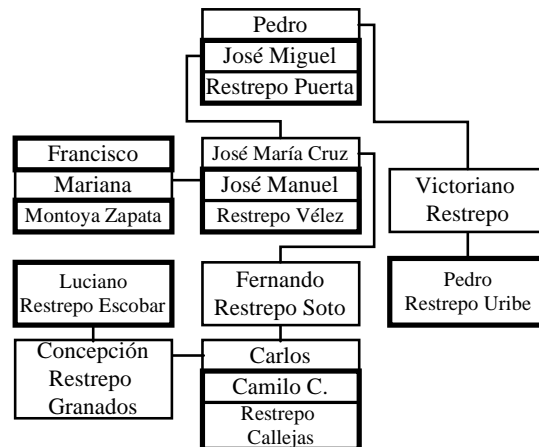 Pedro
José Miguel
Restrepo Puerta
Francisco
Mariana
Montoya Zapata
José María Cruz
José Manuel
Restrepo Vélez
Victoriano
Restrepo
Luciano
Restrepo Escobar
Fernando
Restrepo Soto
Pedro
Restrepo Uribe
Concepción
Restrepo
Granados
Carlos
Camilo C.
Restrepo
Callejas